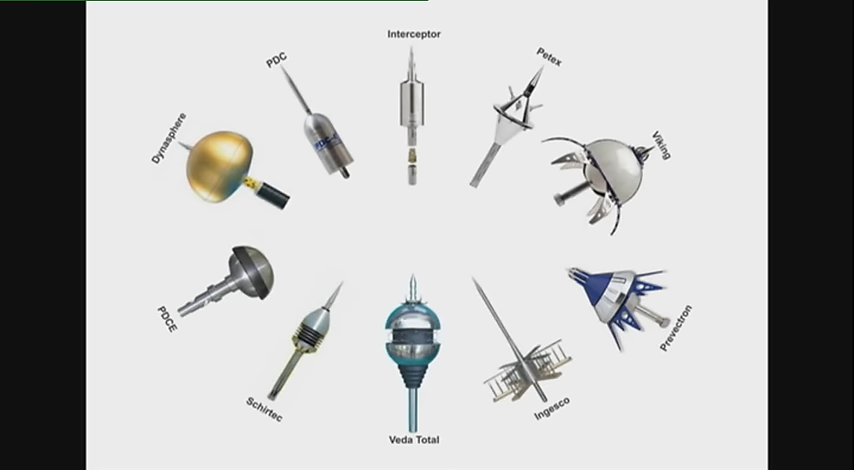 Interceptor
PDC
Petex
Dynasphere
Viking
PDCE
Prevectron
Schirtec
Ingesco
Veda Total